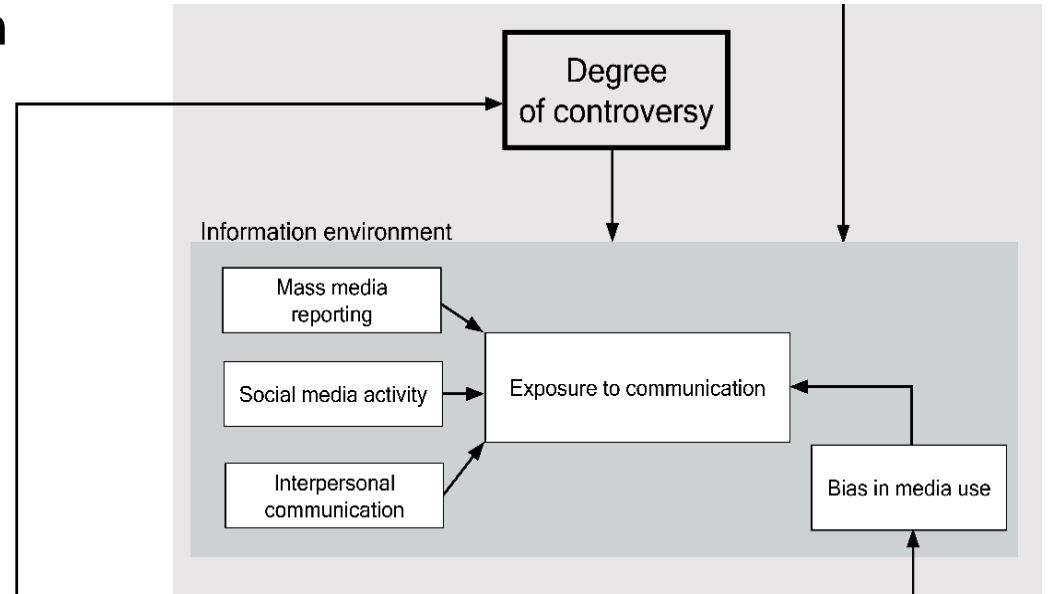 n
Degree
of controversy
Information environment
Mass media
reporting
Social media activity
Exposure to communication
Interpersonal
communication
Bias in media use